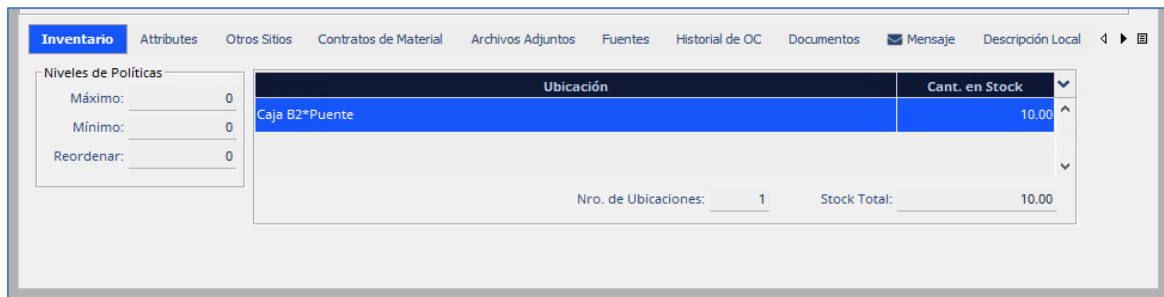 Inventario Attributes Otros Sitios Contratos de Material Archivos Adjuntos Fuentes Historial de OC Documentos Mensaje Descripción Local
Niveles de Políticas
Máximo: 0
Mínimo: 0
Reordenar: 0
Ubicación Cant. en Stock
Caja B2*Puente 10.00
Nro. de Ubicaciones: 1 Stock Total: 10.00